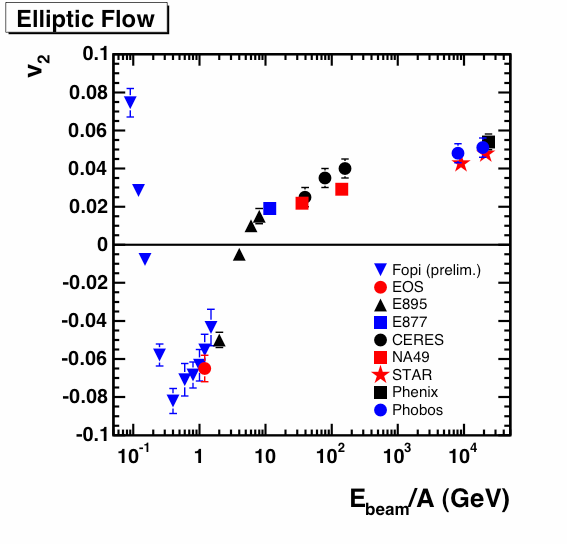 Elliptic Flow
v2
0.1
0.08
0.06
0.04
0.02
0
-0.02
-0.04
-0.06
-0.08
-0.1
Fopi (prelim.)
EOS
E895
E877
CERES
NA49
STAR
Phenix
Phobos
10-1 1 10 102 103 104
Ebeam/A (GeV)